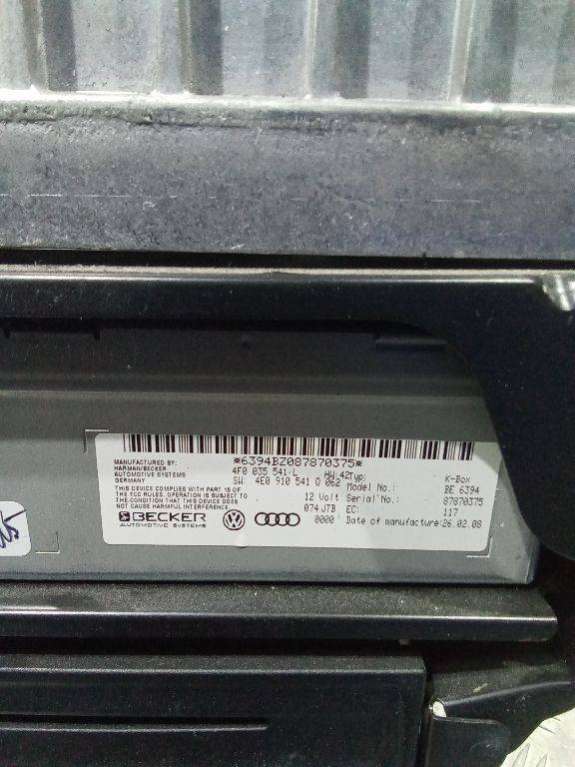 MANUFACTURED BY:
HARMAN/BECKER
AUTOMOTIVE SYSTEMS
GERMANY
THIS DEVICE COMPLIES WITH PART 15 OF
THE FCC RULES. OPERATION IS SUBJECT TO
THE CONDITION THAT THIS DEVICE DOES
NOT CAUSE HARMFUL INTERFERENCE
BECKER
AUTOMOTIVE SYSTEMS
*6394BZ087870375*
4F0 035 541 L HW:42
SW 4E0 910 541 O 0624 TYP: K-Box
Model No.: BE 6394
12 Volt Serial No.: 87870375
074 JTB EC: 117
0000 Date of manufacture: 26.02.08